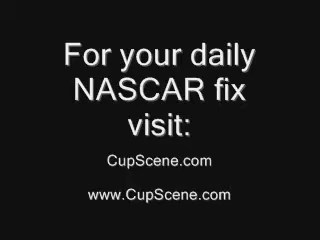 For your daily
NASCAR fix
visit:
CupScene.com
www.CupScene.com